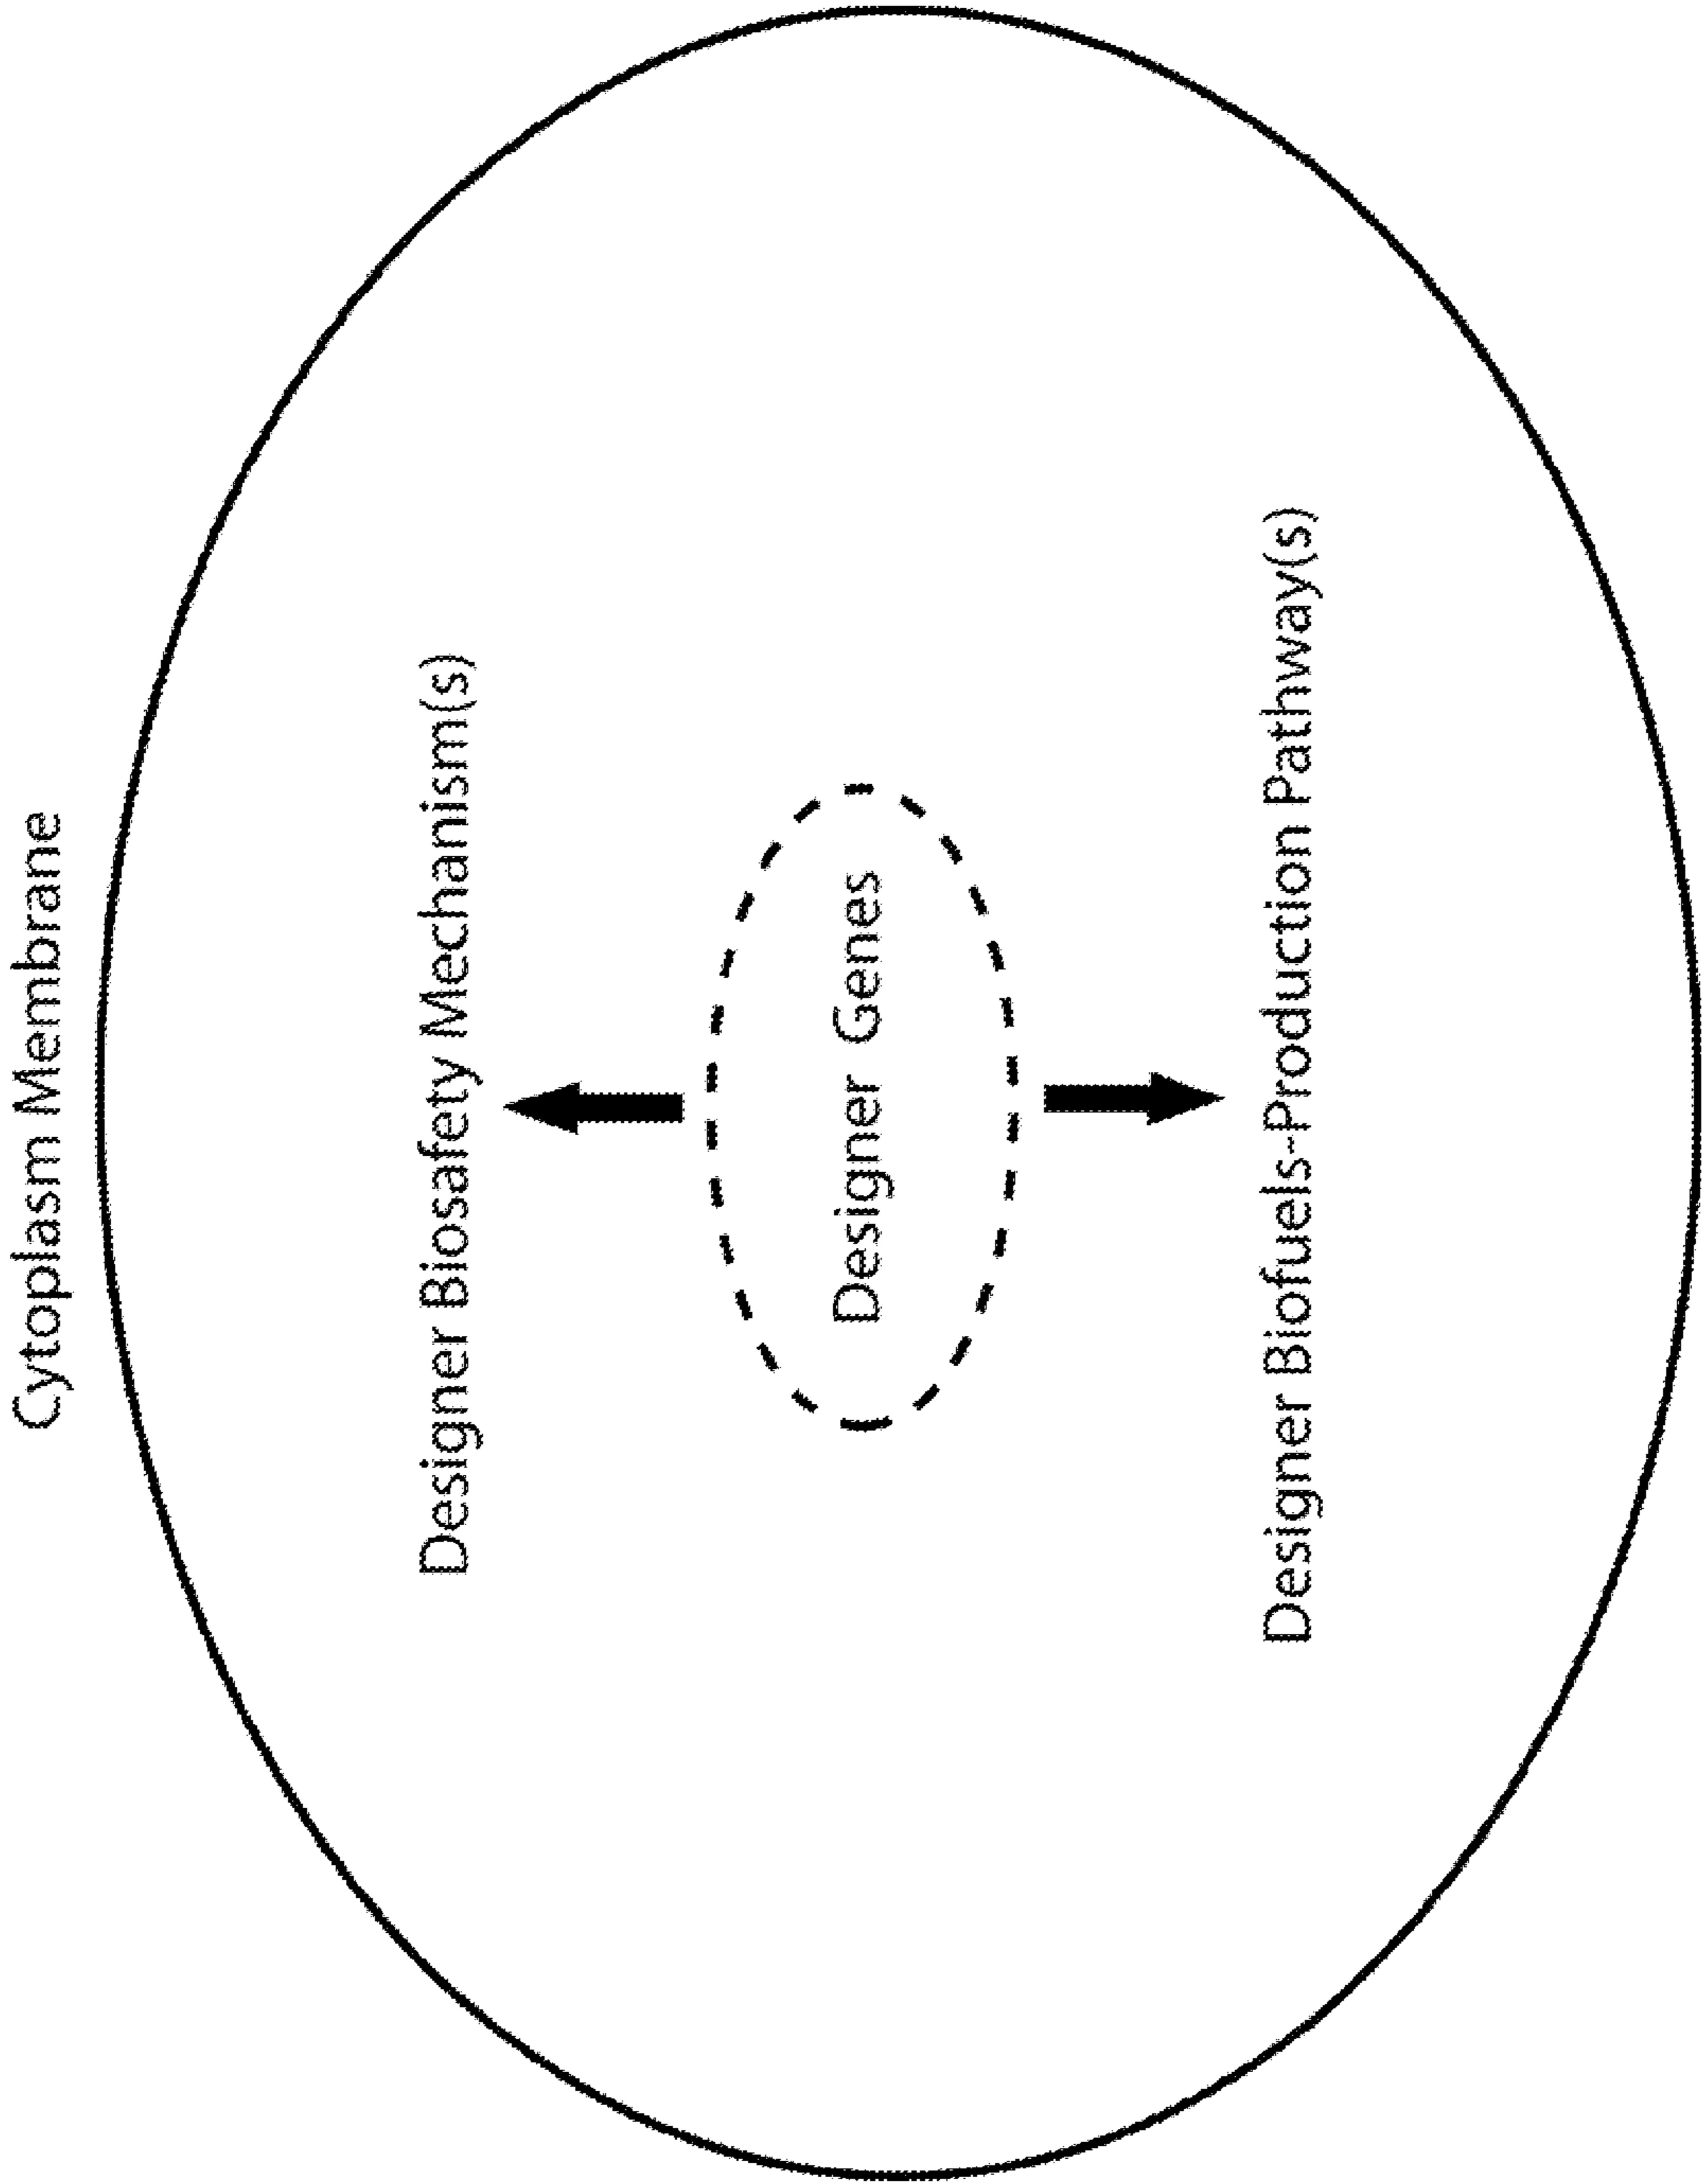 Cytoplasm Membrane
Designer Biosafety Mechanism(s)
Designer Genes
Designer Biofuels-Production Pathway(s)